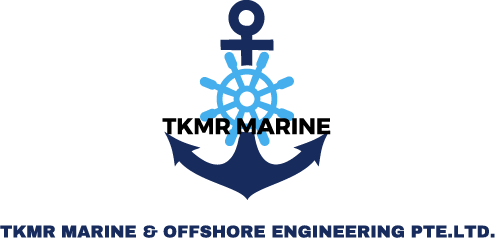 TKMR MARINE
TKMR MARINE & OFFSHORE ENGINEERING PTE.LTD.